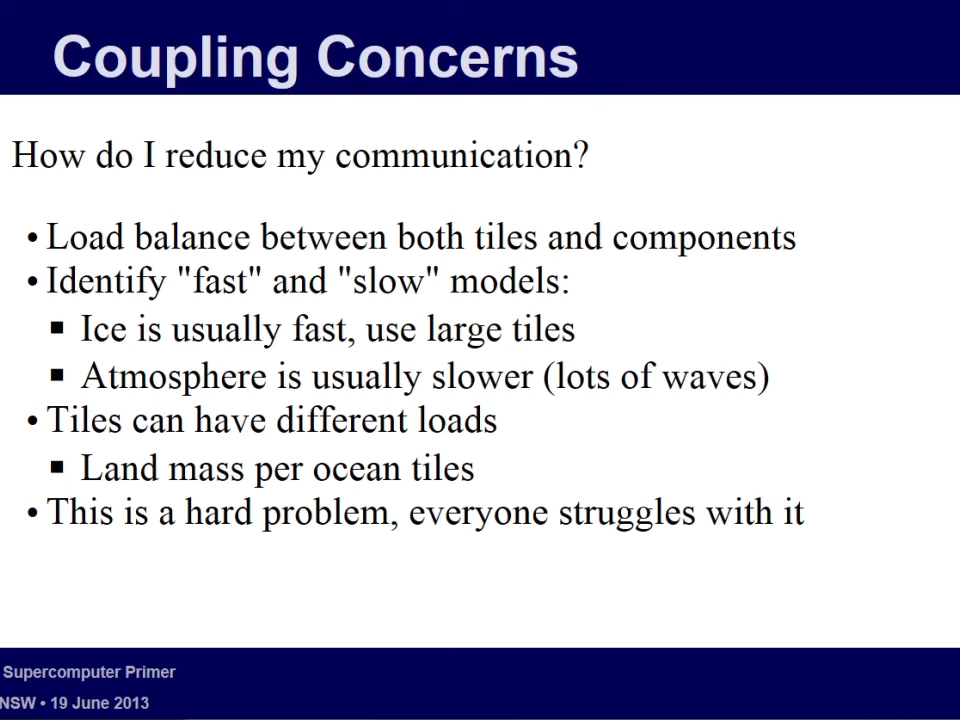 Coupling Concerns
How do I reduce my communication?
• Load balance between both tiles and components
• Identify "fast" and "slow" models:
▪ Ice is usually fast, use large tiles
▪ Atmosphere is usually slower (lots of waves)
• Tiles can have different loads
▪ Land mass per ocean tiles
• This is a hard problem, everyone struggles with it
Supercomputer Primer
NSW • 19 June 2013